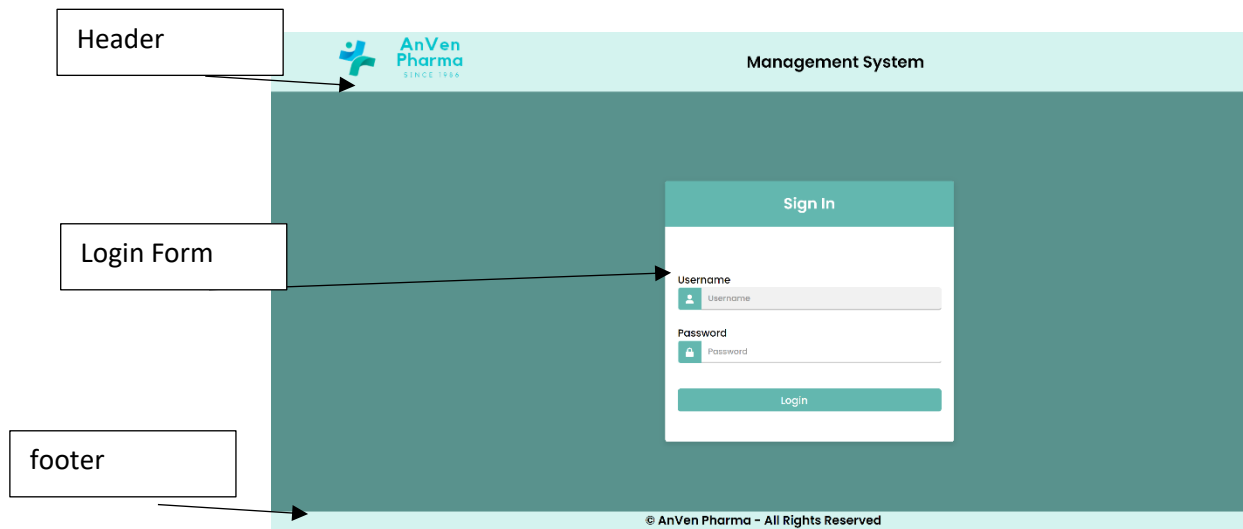 Header
AnVen
Pharma
SINCE 1986
Management System
Sign In
Login Form
Username
Username
Password
Password
Login
footer
© AnVen Pharma - All Rights Reserved